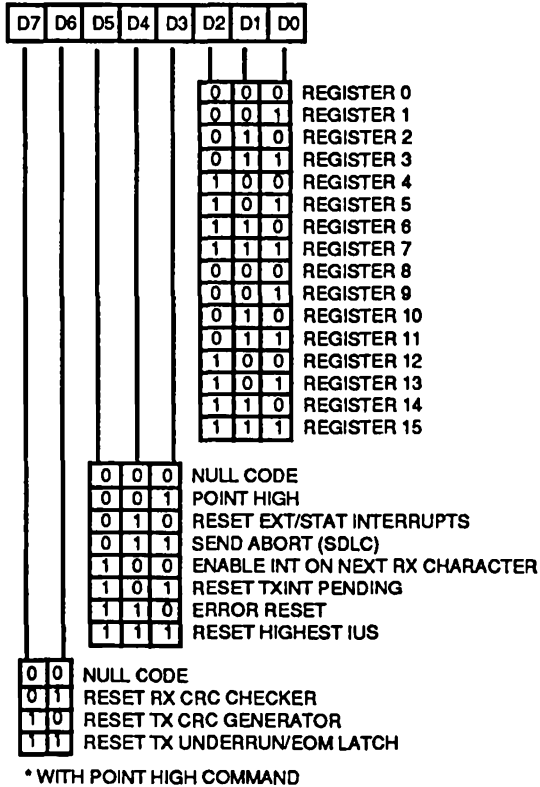 D7 D6 D5 D4 D3 D2 D1 D0
0 0 0 REGISTER 0
0 0 1 REGISTER 1
0 1 0 REGISTER 2
0 1 1 REGISTER 3
1 0 0 REGISTER 4
1 0 1 REGISTER 5
1 1 0 REGISTER 6
1 1 1 REGISTER 7
0 0 0 REGISTER 8
0 0 1 REGISTER 9
0 1 0 REGISTER 10
0 1 1 REGISTER 11
1 0 0 REGISTER 12
1 0 1 REGISTER 13
1 1 0 REGISTER 14
1 1 1 REGISTER 15
0 0 0 NULL CODE
0 0 1 POINT HIGH
0 1 0 RESET EXT/STAT INTERRUPTS
0 1 1 SEND ABORT (SDLC)
1 0 0 ENABLE INT ON NEXT RX CHARACTER
1 0 1 RESET TXINT PENDING
1 1 0 ERROR RESET
1 1 1 RESET HIGHEST IUS
0 0 NULL CODE
0 1 RESET RX CRC CHECKER
1 0 RESET TX CRC GENERATOR
1 1 RESET TX UNDERRUN/EOM LATCH
* WITH POINT HIGH COMMAND